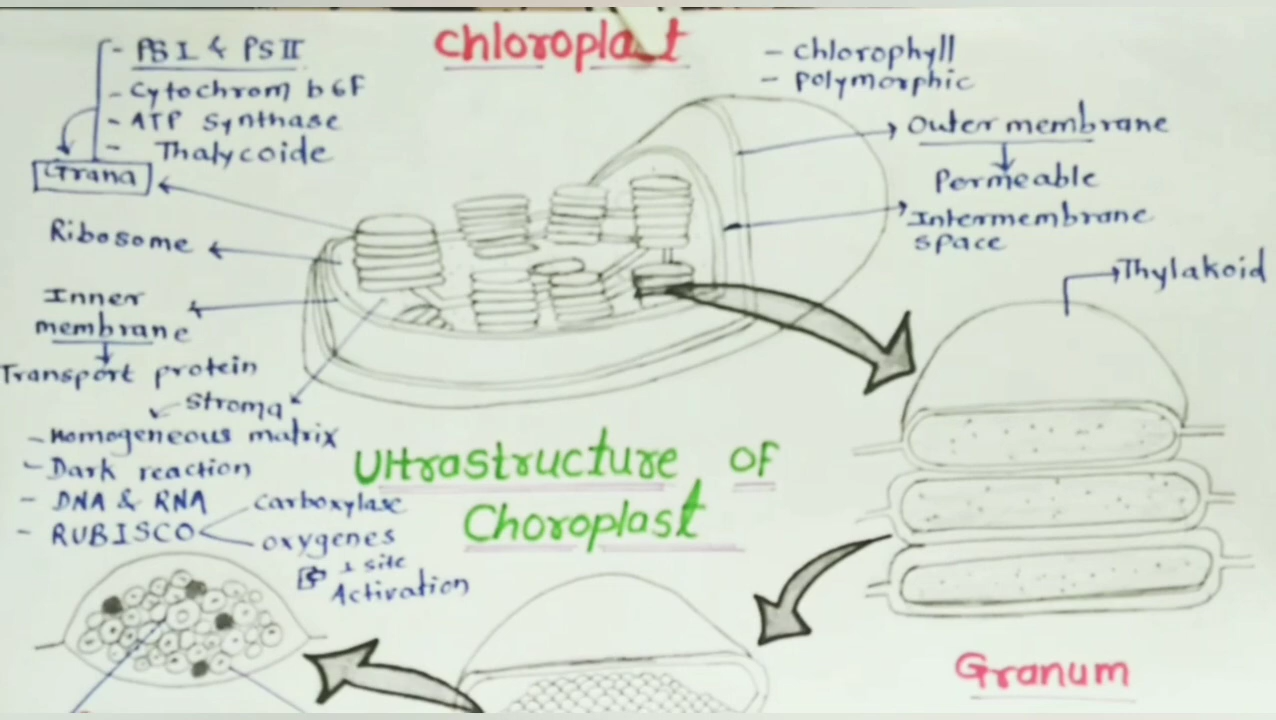 Chloroplast
- PS I & PS II
- Cytochrom b6F
- ATP Synthase
- Thalycoide
Grana
Ribosome
Inner
membrane
Transport protein
Stroma
- Homogeneous matrix
- Dark reaction
- DNA & RNA
- RUBISCO
carboxylase
oxygenes
1 site
Activation
- chlorophyll
- polymorphic
Outer membrane
Permeable
Intermembrane
space
Thylakoid
Ultrastructure of
Choroplast
Granum